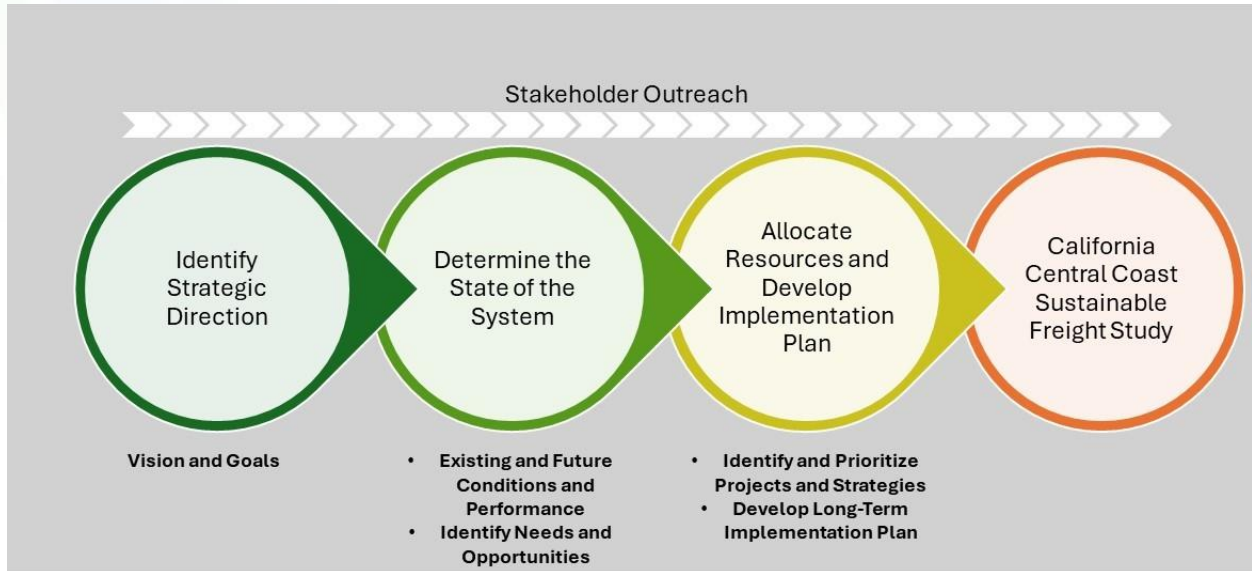 Stakeholder Outreach
Identify
Strategic
Direction
Determine the
State of the
System
Allocate
Resources and
Develop
Implementation
Plan
California
Central Coast
Sustainable
Freight Study
Vision and Goals
• Existing and Future
Conditions and
Performance
• Identify Needs and
Opportunities
• Identify and Prioritize
Projects and Strategies
• Develop Long-Term
Implementation Plan